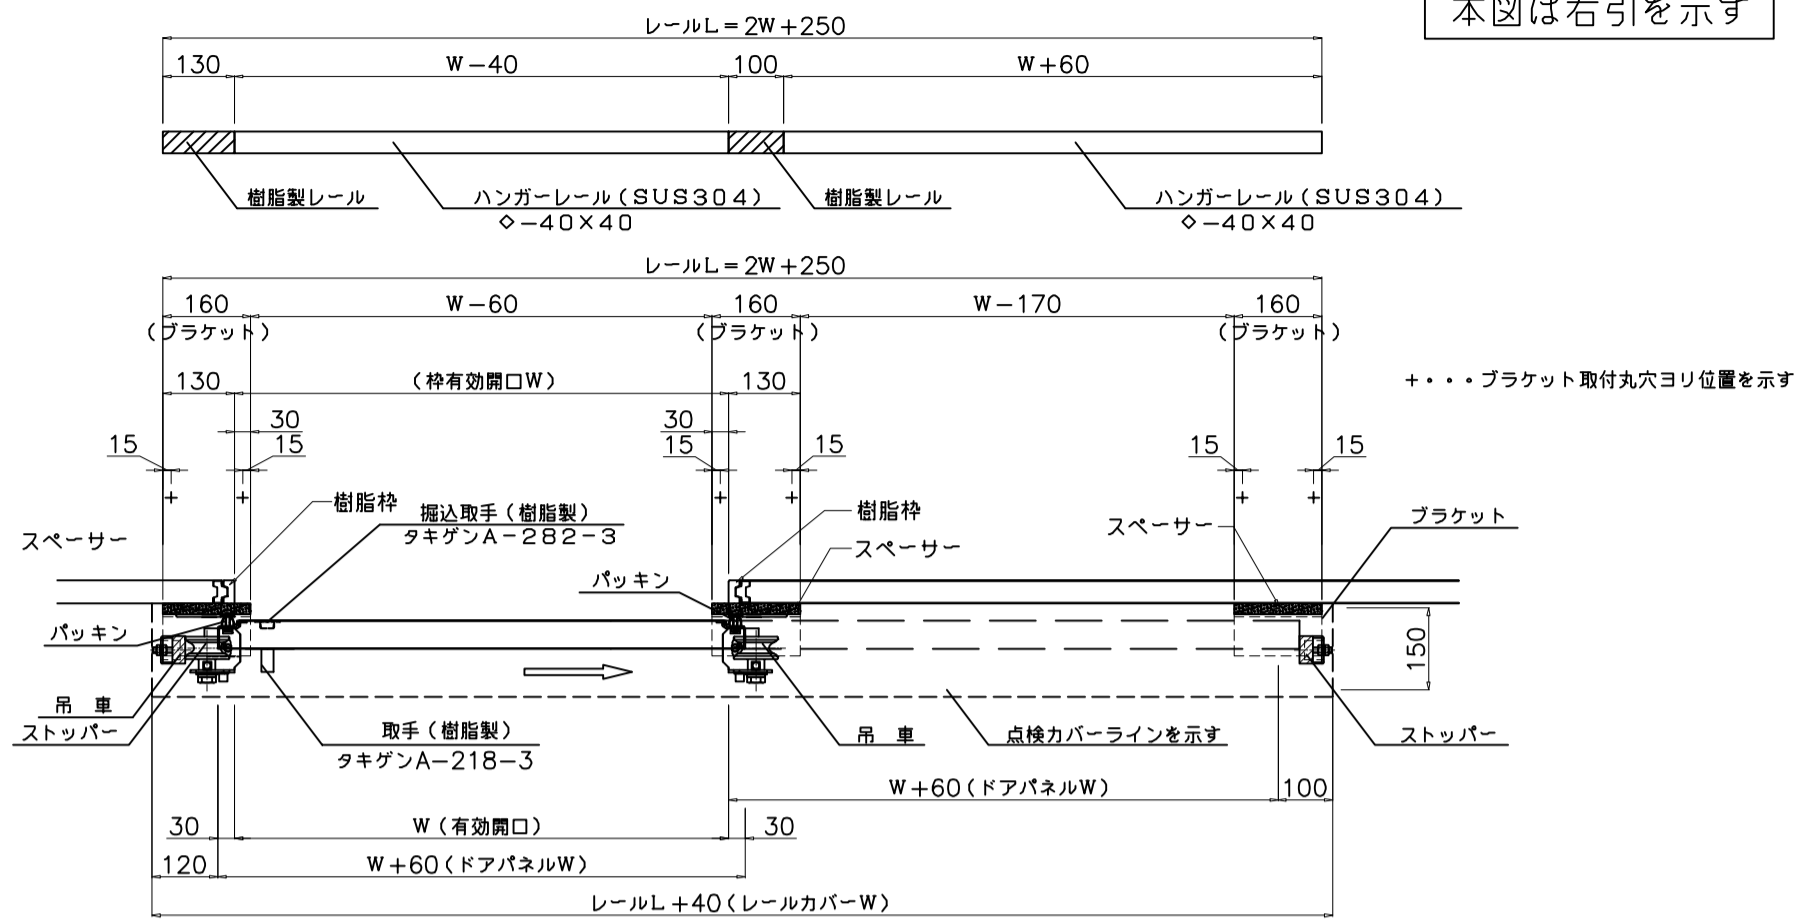 本図は右引を示す
レールL=2W+250
130
W-40
100
W+60
樹脂製レール
ハンガーレール(SUS304)
◇-40×40
樹脂製レール
ハンガーレール(SUS304)
◇-40×40
レールL=2W+250
160
W-60
160
W-170
160
(ブラケット)
(ブラケット)
(ブラケット)
130
(枠有効開口W)
130
+・・・ブラケット取付丸穴ヨリ位置を示す
30
30
15
15
15
15
15
15
樹脂枠
掘込取手(樹脂製)
タキゲンA-282-3
樹脂枠
スペーサー
ブラケット
スペーサー
スペーサー
パッキン
パッキン
150
吊車
ストッパー
取手(樹脂製)
タキゲンA-218-3
吊車
点検カバーラインを示す
ストッパー
W+60(ドアパネルW)
100
30
W(有効開口)
30
120
W+60(ドアパネルW)
レールL+40(レールカバーW)